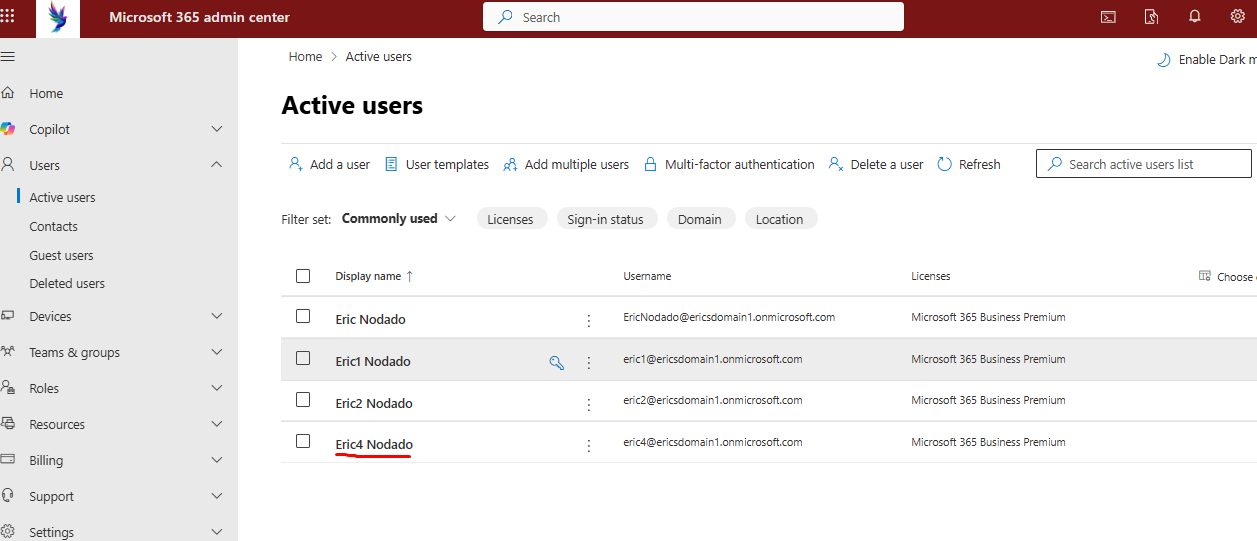 Microsoft 365 admin center
Search
Home > Active users
Enable Dark m
Home
Copilot
Users
Active users
Contacts
Guest users
Deleted users
Devices
Teams & groups
Roles
Resources
Billing
Support
Settings
Active users
Add a user
User templates
Add multiple users
Multi-factor authentication
Delete a user
Refresh
Search active users list
Filter set: Commonly used
Licenses
Sign-in status
Domain
Location
Display name ↑ Username Licenses Choose
Eric Nodado EricNodado@ericsdomain1.onmicrosoft.com Microsoft 365 Business Premium
Eric1 Nodado eric1@ericsdomain1.onmicrosoft.com Microsoft 365 Business Premium
Eric2 Nodado eric2@ericsdomain1.onmicrosoft.com Microsoft 365 Business Premium
Eric4 Nodado eric4@ericsdomain1.onmicrosoft.com Microsoft 365 Business Premium